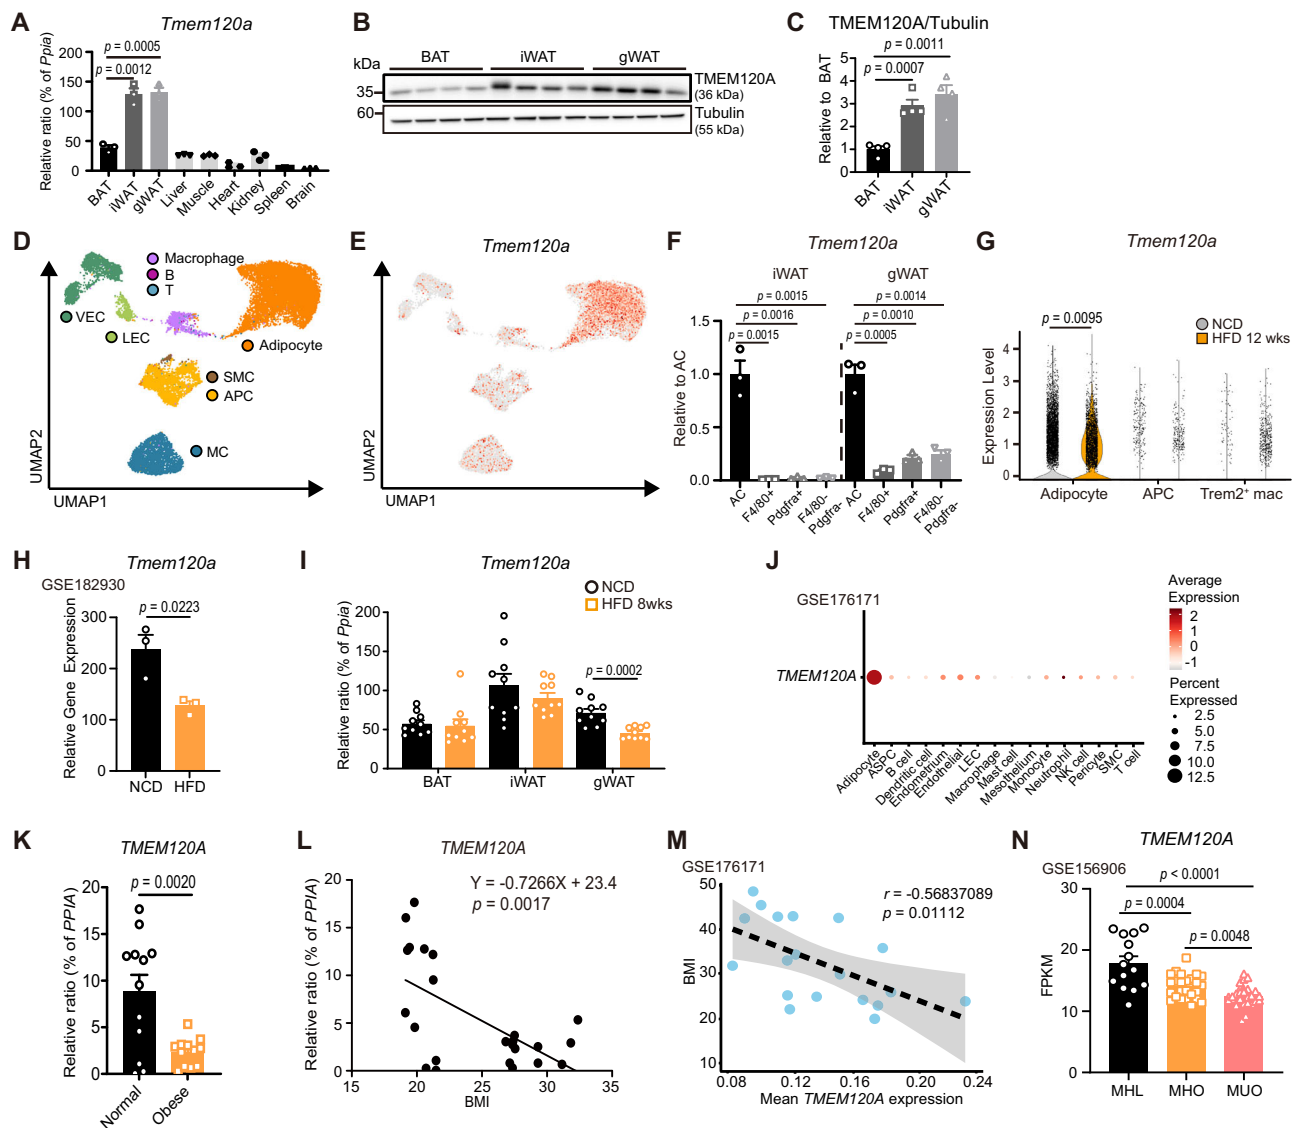 A
Tmem120a
Relative ratio (% of Ppia)
200
150
100
50
0
p = 0.0005
p = 0.0012
BAT
iWAT
gWAT
Liver
Muscle
Heart
Kidney
Spleen
Brain
B
kDa
BAT
iWAT
gWAT
35
60
TMEM120A
(36 kDa)
Tubulin
(55 kDa)
C
TMEM120A/Tubulin
Relative to BAT
p = 0.0011
p = 0.0007
5
4
3
2
1
0
BAT
iWAT
gWAT
D
Macrophage
B
T
VEC
LEC
Adipocyte
SMC
APC
MC
UMAP2
UMAP1
E
Tmem120a
UMAP2
UMAP1
F
Tmem120a
iWAT
gWAT
p = 0.0015
p = 0.0016
p = 0.0015
p = 0.0014
p = 0.0010
p = 0.0005
Relative to AC
1.5
1.0
0.5
0.0
AC
F4/80+
Pdgfra+
F4/80-
Pdgfra-
AC
F4/80+
Pdgfra+
F4/80-
Pdgfra-
G
Tmem120a
p = 0.0095
NCD
HFD 12 wks
Expression Level
4
3
2
1
0
Adipocyte
APC
Trem2+ mac
H
Tmem120a
GSE182930
Relative Gene Expression
300
200
100
0
p = 0.0223
NCD
HFD
I
Tmem120a
NCD
HFD 8wks
Relative ratio (% of Ppia)
200
150
100
50
0
p = 0.0002
BAT
iWAT
gWAT
J
GSE176171
TMEM120A
Adipocyte
ASPC
B cell
Dendritic cell
Endometrium
Endothelial
LEC
Macrophage
Mast cell
Mesothelium
Monocyte
Neutrophil
NK cell
Pericyte
SMC
T cell
Average
Expression
2
1
0
-1
Percent
Expressed
2.5
5.0
7.5
10.0
12.5
K
TMEM120A
Relative ratio (% of PPIA)
20
15
10
5
0
p = 0.0020
Normal
Obese
L
TMEM120A
Relative ratio (% of PPIA)
Y = -0.7266X + 23.4
p = 0.0017
20
15
10
5
0
15
20
25
30
35
BMI
M
GSE176171
r = -0.56837089
p = 0.01112
BMI
50
40
30
20
10
0.08
0.12
0.16
0.20
0.24
Mean TMEM120A expression
N
TMEM120A
GSE156906
p < 0.0001
p = 0.0004
p = 0.0048
FPKM
30
20
10
0
MHL
MHO
MUO